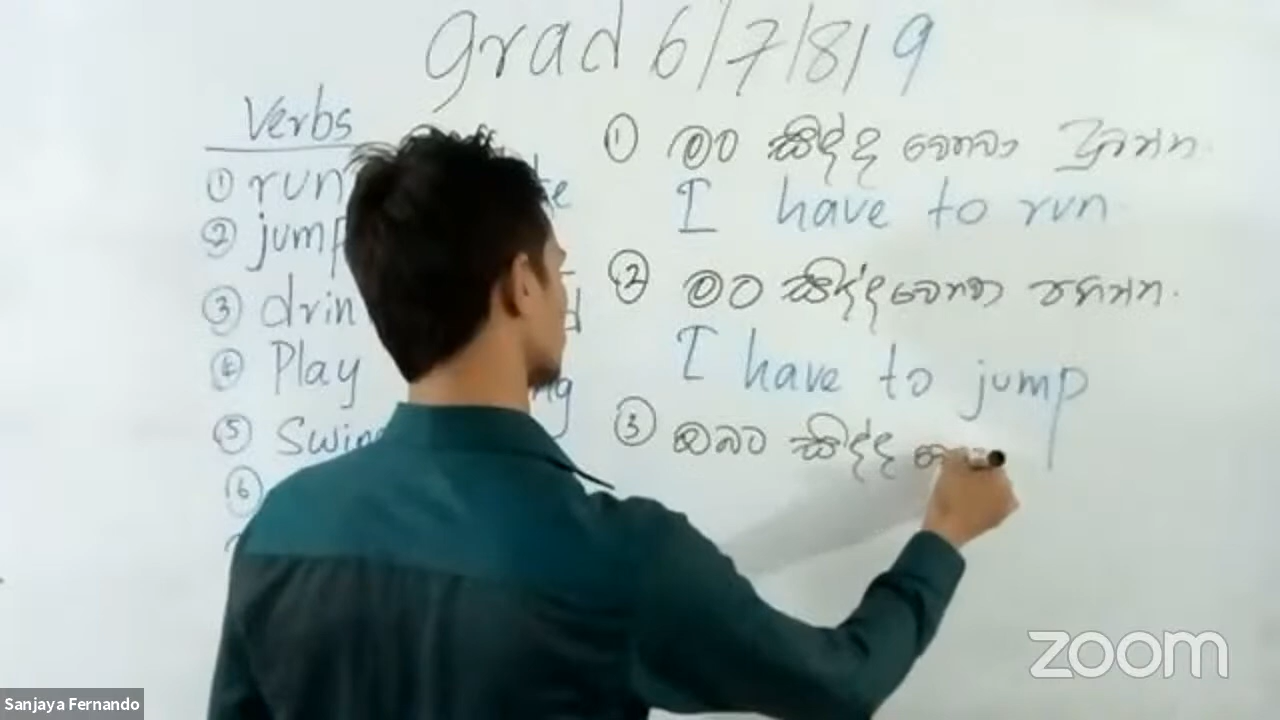 grad 6/7/8/9
Verbs
① run
② jump
③ drin
④ Play
⑤ Swim
⑥
① මට සිද්ද වෙනවා දුවන්න.
I have to run
② මට සිද්ද වෙනවා පනින්න.
I have to jump
③ ඔබට සිද්ද
zoom
Sanjaya Fernando